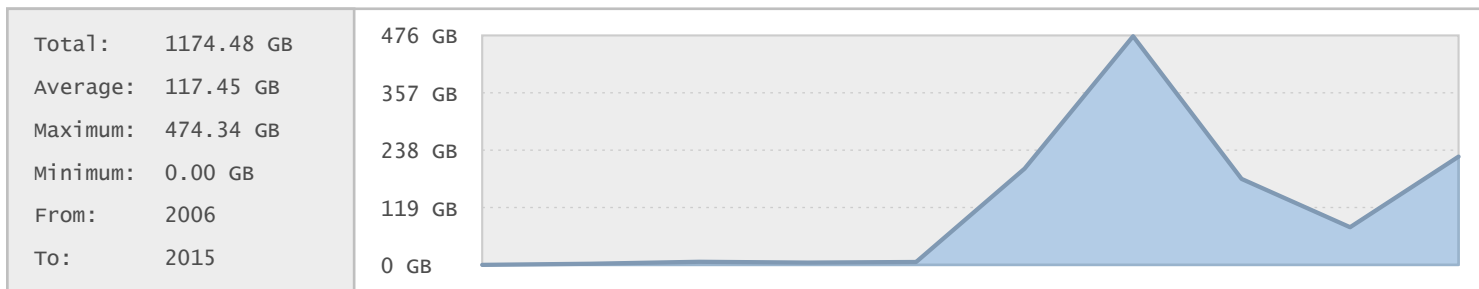 Total: 1174.48 GB
Average: 117.45 GB
Maximum: 474.34 GB
Minimum: 0.00 GB
From: 2006
To: 2015
476 GB
357 GB
238 GB
119 GB
0 GB